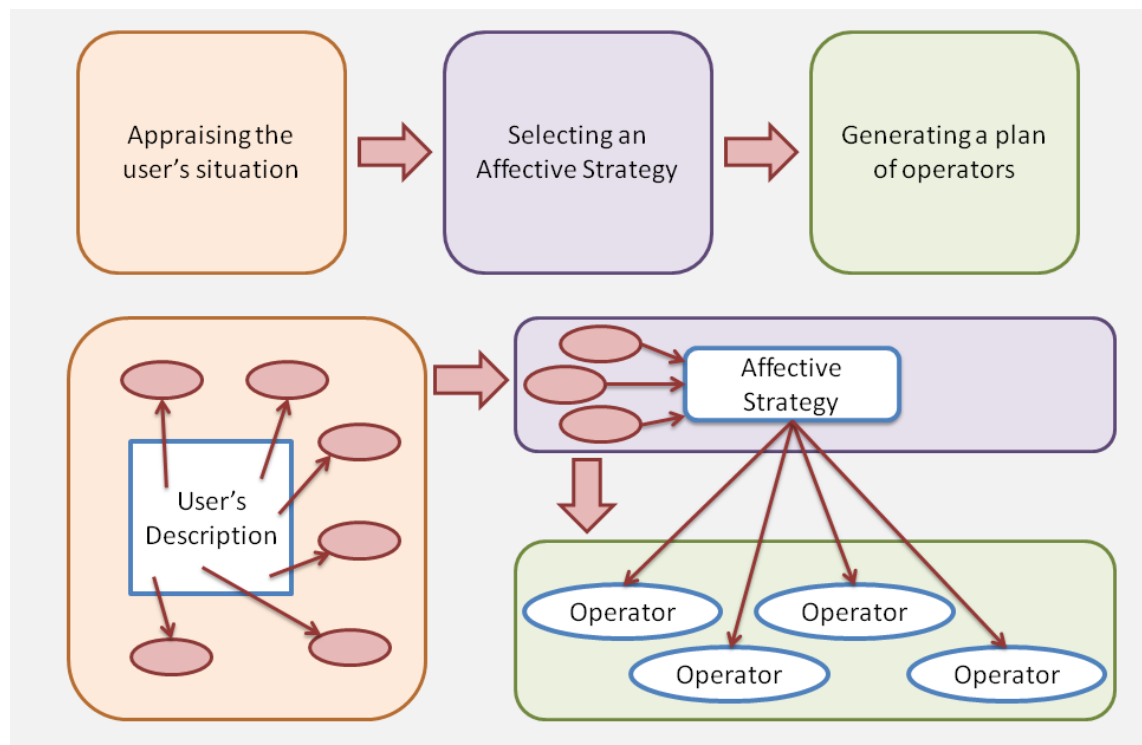 Appraising the
user's situation
Selecting an
Affective Strategy
Generating a plan
of operators
User's
Description
Affective
Strategy
Operator
Operator
Operator
Operator